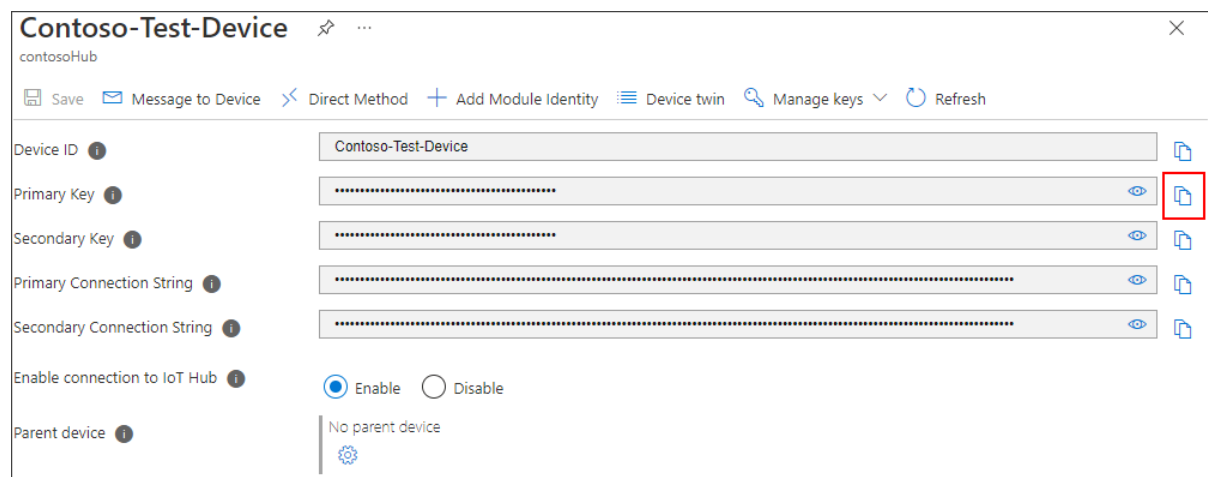 Contoso-Test-Device ...
contosoHub
Save Message to Device Direct Method Add Module Identity Device twin Manage keys Refresh
Device ID Contoso-Test-Device
Primary Key
Secondary Key
Primary Connection String
Secondary Connection String
Enable connection to IoT Hub Enable Disable
Parent device No parent device